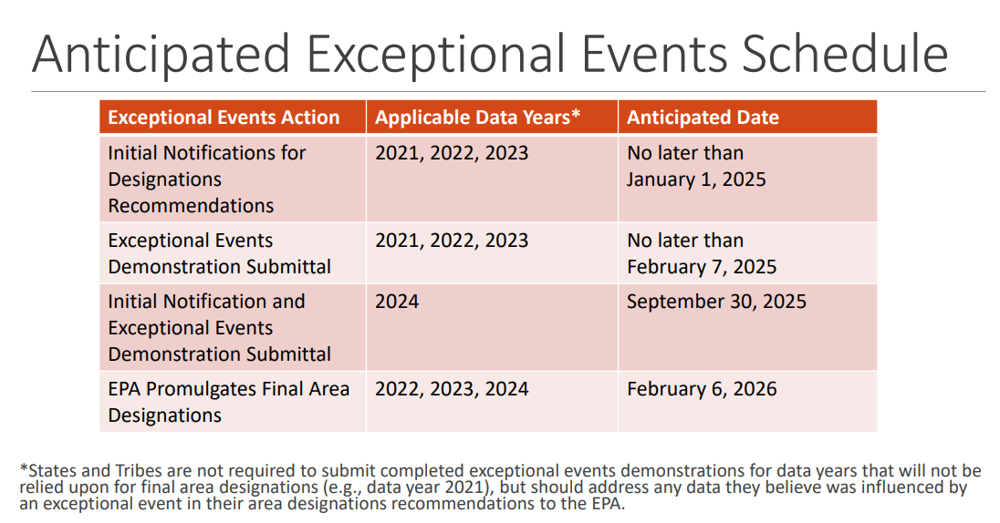 Anticipated Exceptional Events Schedule
Exceptional Events Action Applicable Data Years* Anticipated Date
Initial Notifications for 2021, 2022, 2023 No later than
Designations January 1, 2025
Recommendations
Exceptional Events 2021, 2022, 2023 No later than
Demonstration Submittal February 7, 2025
Initial Notification and 2024 September 30, 2025
Exceptional Events
Demonstration Submittal
EPA Promulgates Final Area 2022, 2023, 2024 February 6, 2026
Designations
*States and Tribes are not required to submit completed exceptional events demonstrations for data years that will not be
relied upon for final area designations (e.g., data year 2021), but should address any data they believe was influenced by
an exceptional event in their area designations recommendations to the EPA.